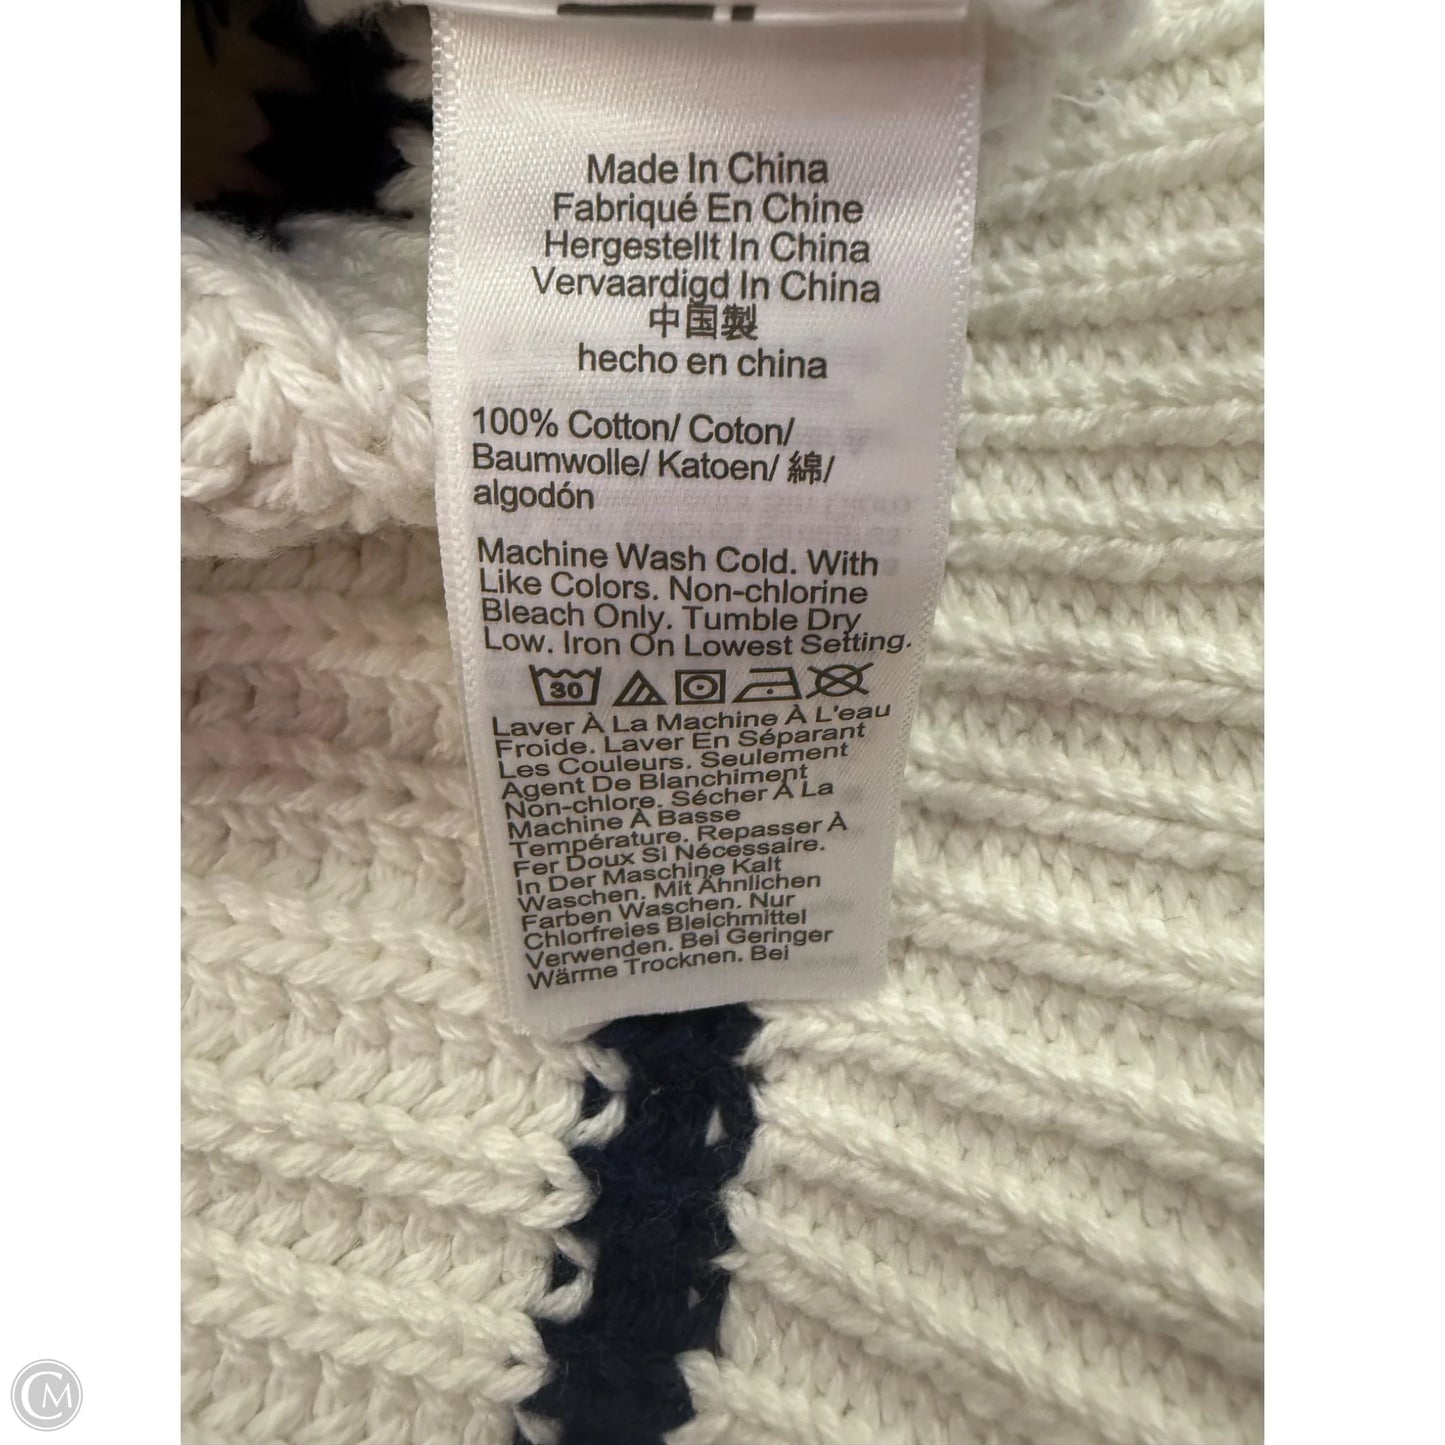 Made In China
Fabriqué En Chine
Hergestellt In China
Vervaardigd In China
中国製
hecho en china
100% Cotton/ Coton/
Baumwolle/ Katoen/ 綿/
algodón
Machine Wash Cold. With
Like Colors. Non-chlorine
Bleach Only. Tumble Dry
Low. Iron On Lowest Setting.
30
Laver À La Machine À L'eau
Froide. Laver En Séparant
Les Couleurs. Seulement
Agent De Blanchiment
Non-chlore. Sécher À La
Machine À Basse
Température. Repasser À
Fer Doux Si Nécessaire.
In Der Maschine Kalt
Waschen. Mit Ähnlichen
Farben Waschen. Nur
Chlorfreies Bleichmittel
Verwenden. Bei Geringer
Wärme Trocknen. Bei
CM